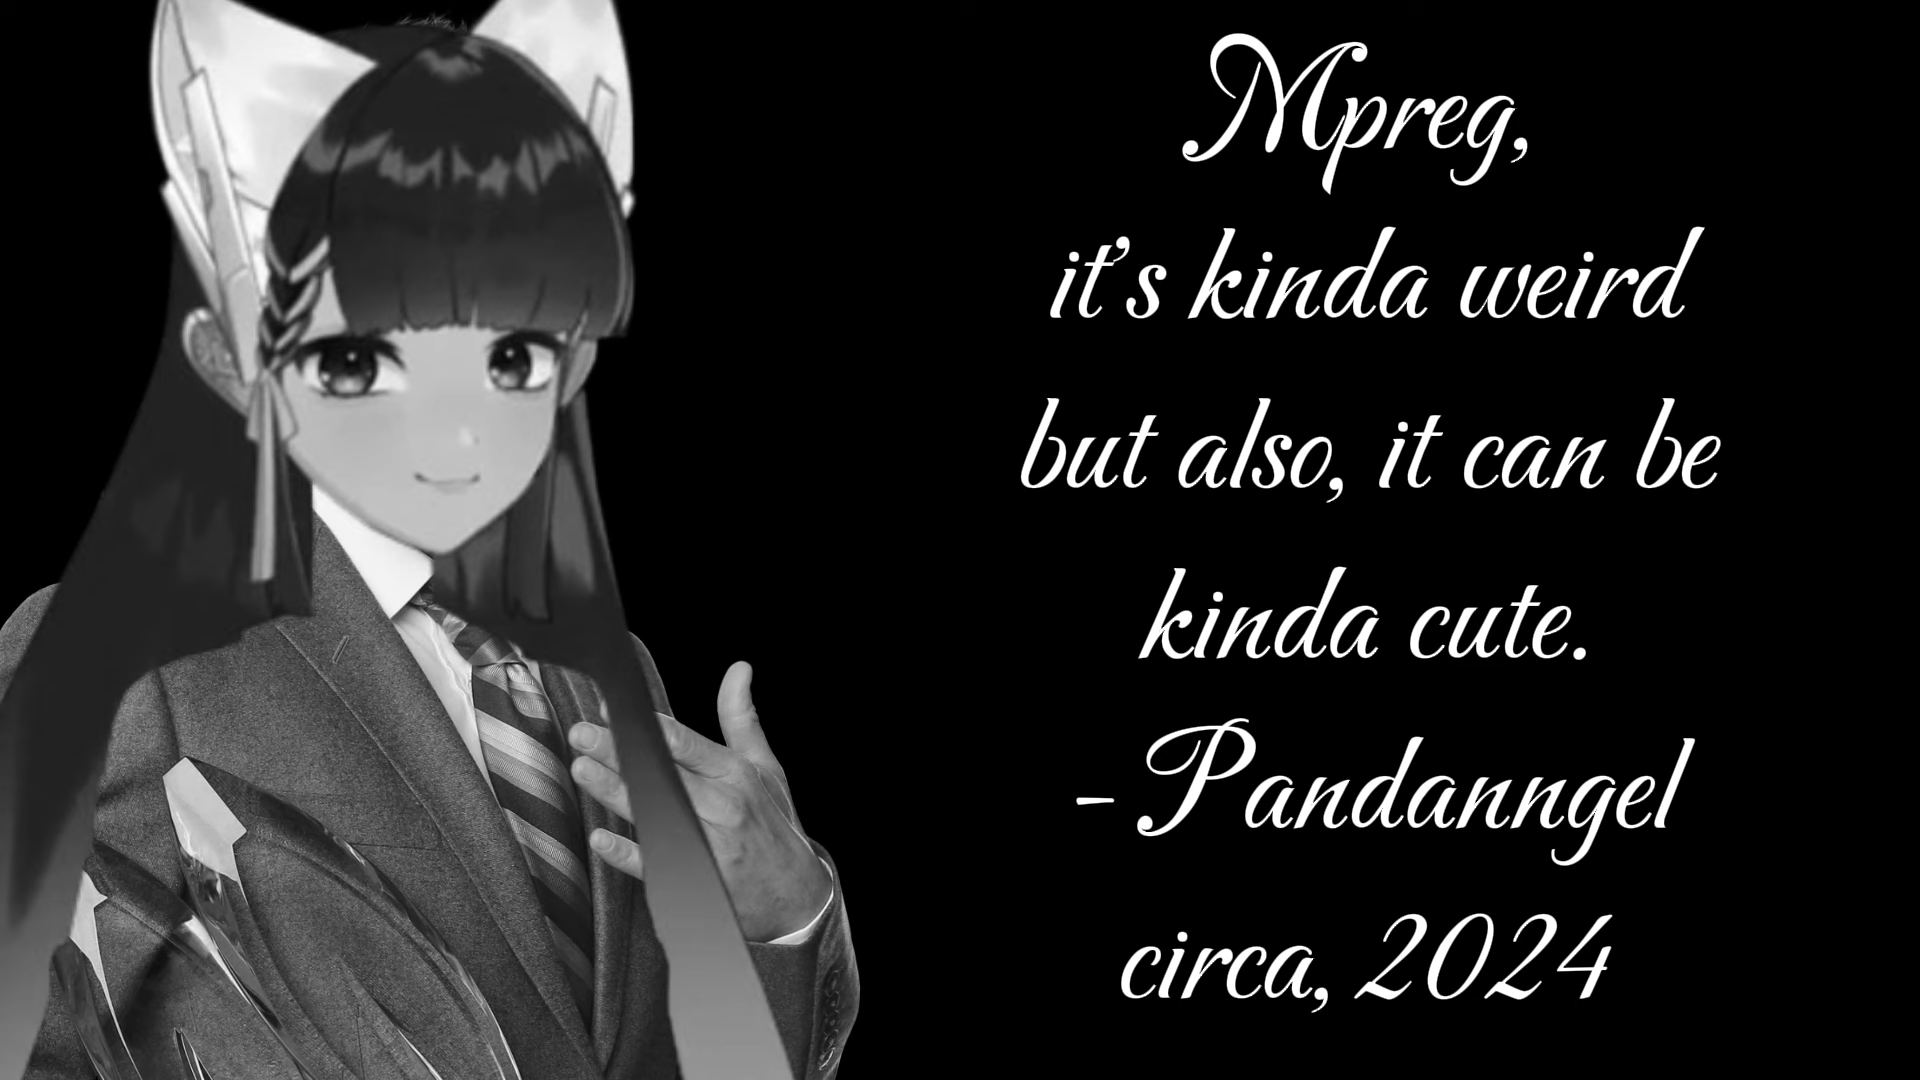 Mpreg,
it's kinda weird
but also, it can be
kinda cute.
- Pandanngel
circa, 2024